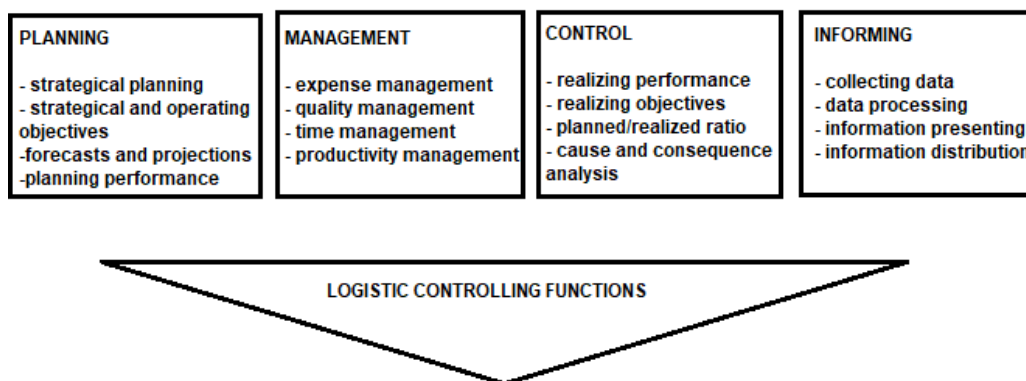 PLANNING
- strategical planning
- strategical and operating
objectives
-forecasts and projections
-planning performance
MANAGEMENT
- expense management
- quality management
- time management
- productivity management
CONTROL
- realizing performance
- realizing objectives
- planned/realized ratio
- cause and consequence
analysis
INFORMING
- collecting data
- data processing
- information presenting
- information distribution
LOGISTIC CONTROLLING FUNCTIONS